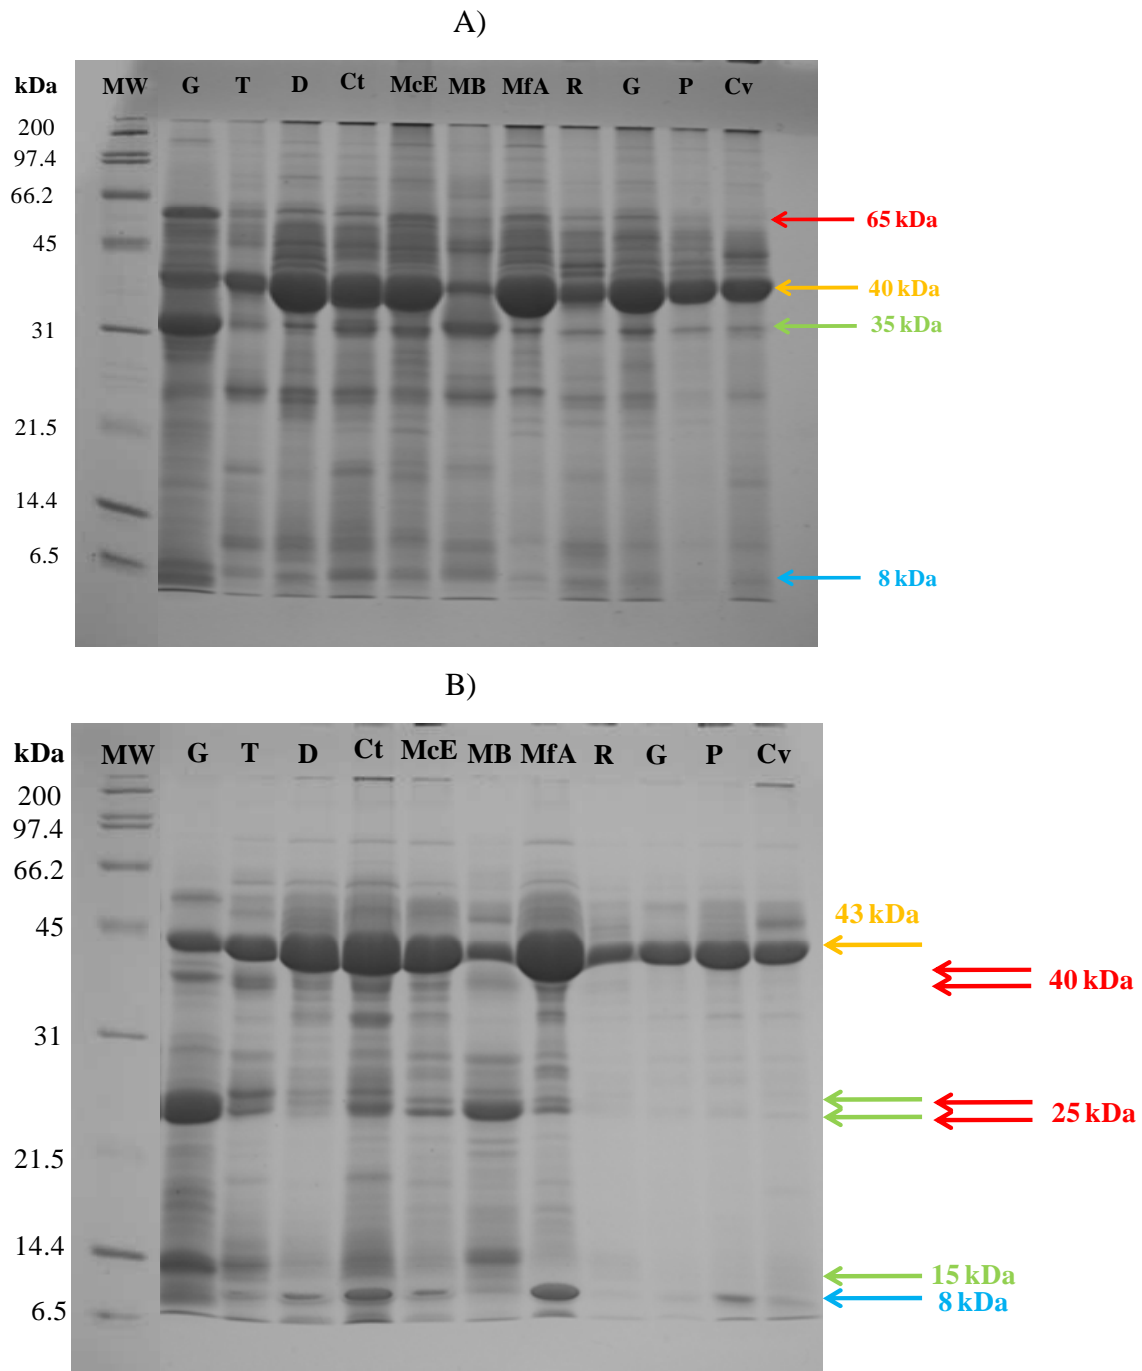 A)
kDa MW G T D Ct McE MB MfA R G P Cv
200
97.4
66.2
65 kDa
45
40 kDa
35 kDa
31
21.5
14.4
6.5
8 kDa
B)
kDa MW G T D Ct McE MB MfA R G P Cv
200
97.4
66.2
43 kDa
45
40 kDa
31
25 kDa
21.5
14.4
15 kDa
8 kDa
6.5